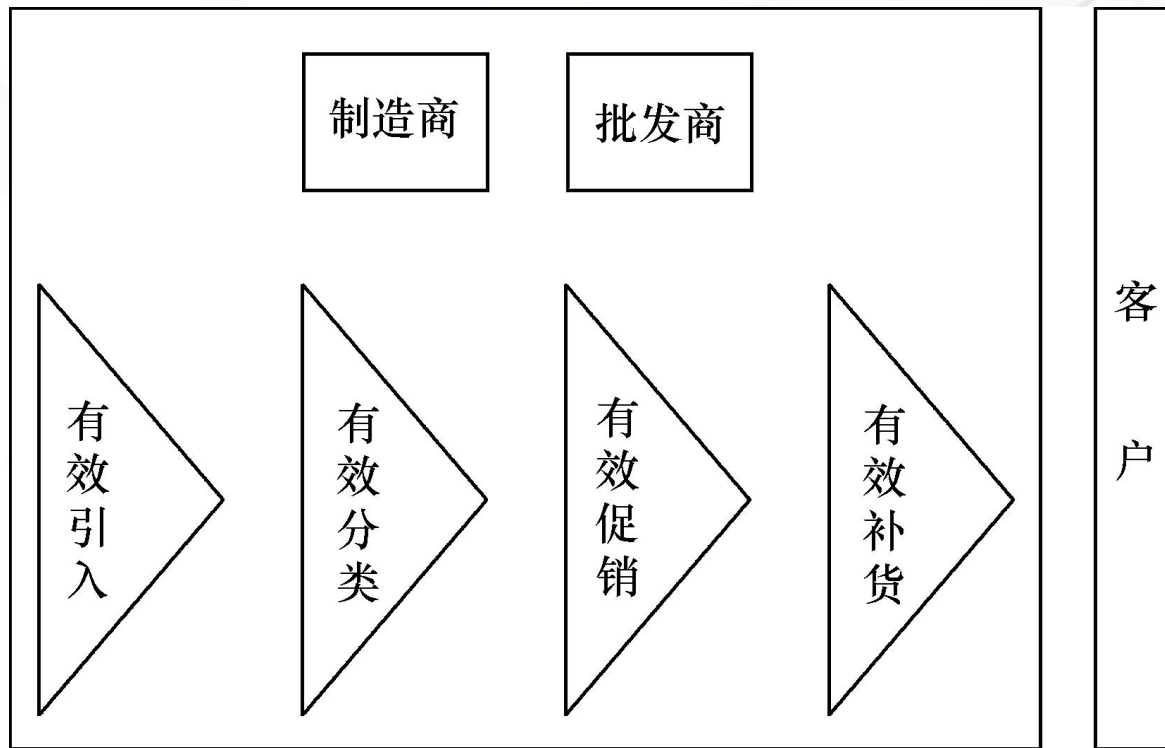 制造商
批发商
有效引入
有效分类
有效促销
有效补货
客户